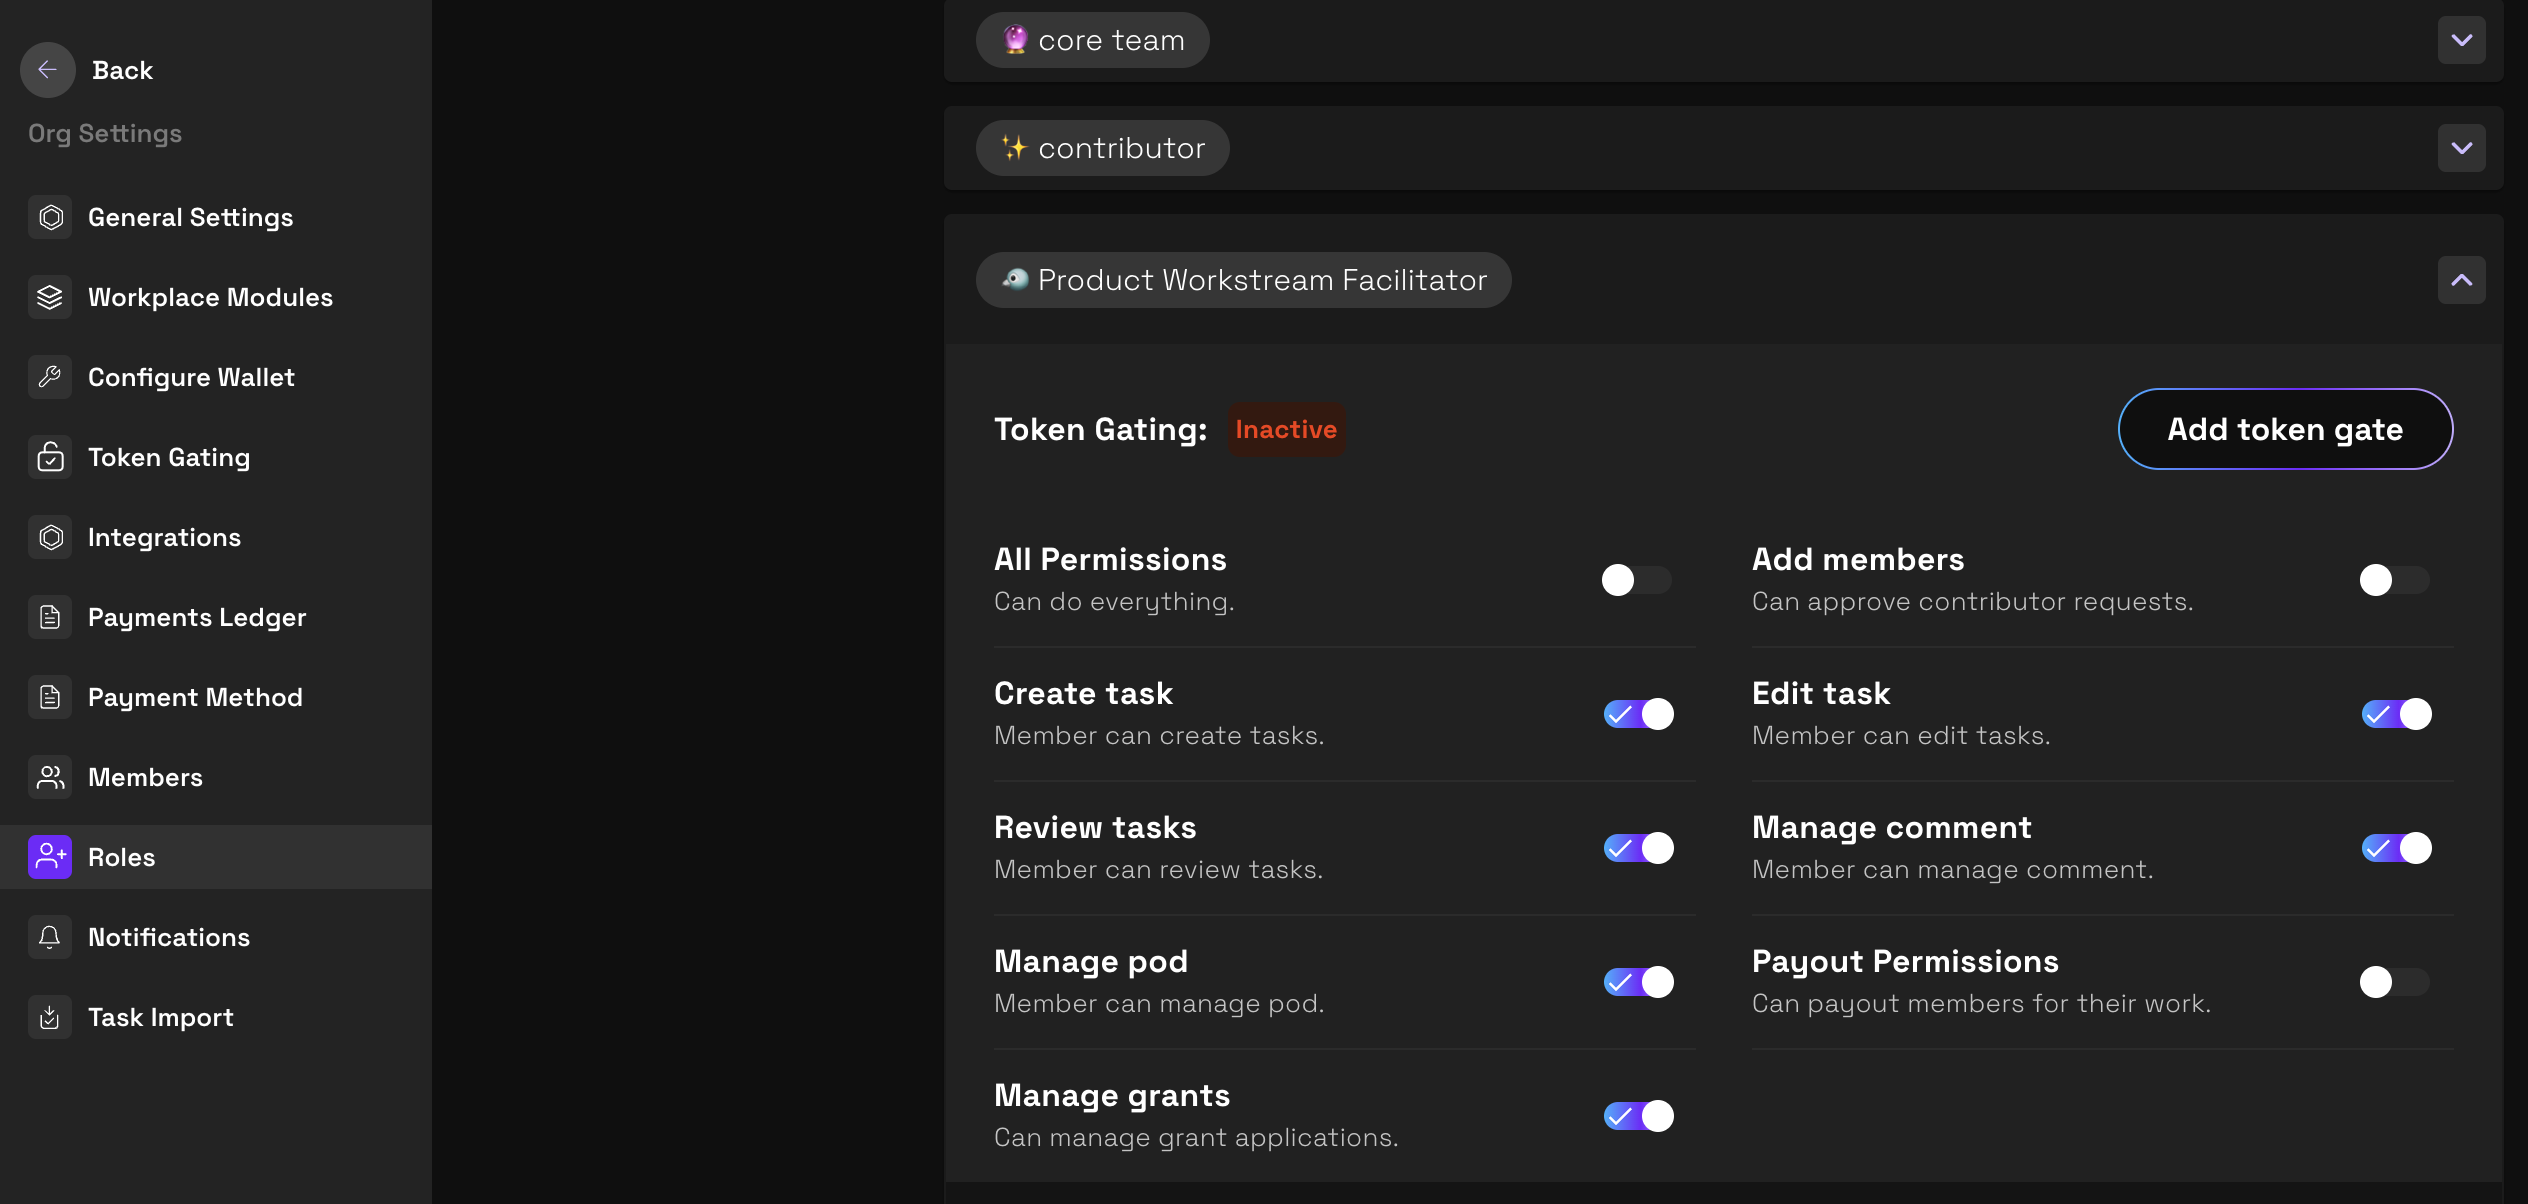 Back
Org Settings
General Settings
Workplace Modules
Configure Wallet
Token Gating
Integrations
Payments Ledger
Payment Method
Members
Roles
Notifications
Task Import
core team
contributor
Product Workstream Facilitator
Token Gating: Inactive
Add token gate
All Permissions
Can do everything.
Add members
Can approve contributor requests.
Create task
Member can create tasks.
Edit task
Member can edit tasks.
Review tasks
Member can review tasks.
Manage comment
Member can manage comment.
Manage pod
Member can manage pod.
Payout Permissions
Can payout members for their work.
Manage grants
Can manage grant applications.